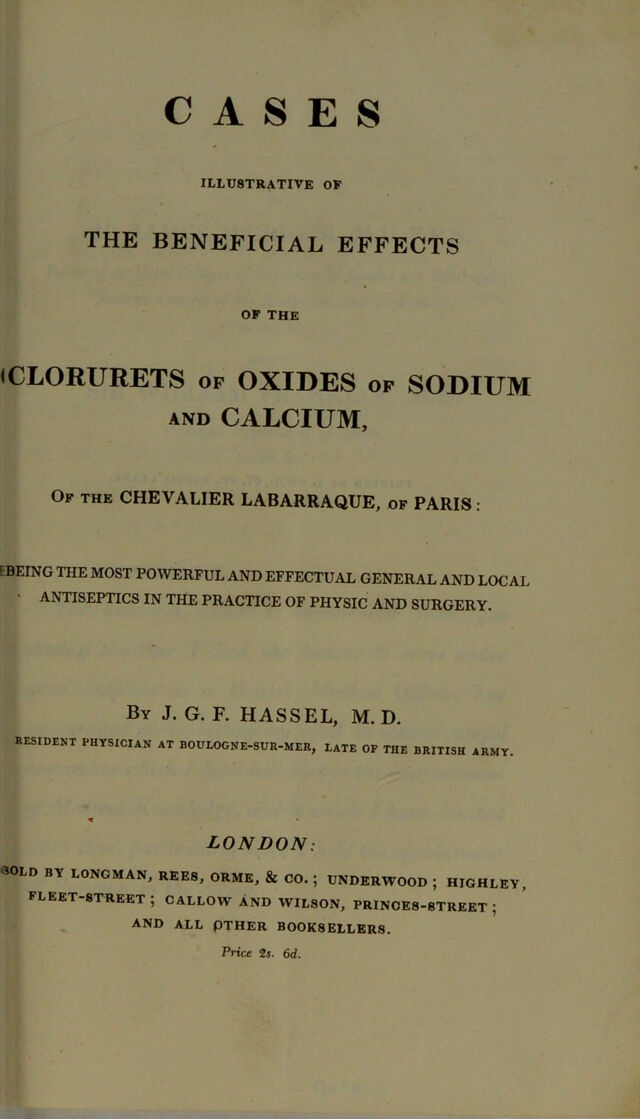 CASES
ILLUSTRATIVE OF
THE BENEFICIAL EFFECTS
OF THE
CLORURETS OF OXIDES OF SODIUM
AND CALCIUM,
OF THE CHEVALIER LABARRAQUE, OF PARIS:
BEING THE MOST POWERFUL AND EFFECTUAL GENERAL AND LOCAL
ANTISEPTICS IN THE PRACTICE OF PHYSIC AND SURGERY.
BY J. G. F. HASSEL, M. D.
RESIDENT PHYSICIAN AT BOULOGNE-SUR-MER, LATE OF THE BRITISH ARMY.
LONDON:
SOLD BY LONGMAN, REES, ORME, & CO.; UNDERWOOD; HIGHLEY,
FLEET-STREET; CALLOW AND WILSON, PRINCES-STREET;
AND ALL OTHER BOOKSELLERS.
Price 2s. 6d.